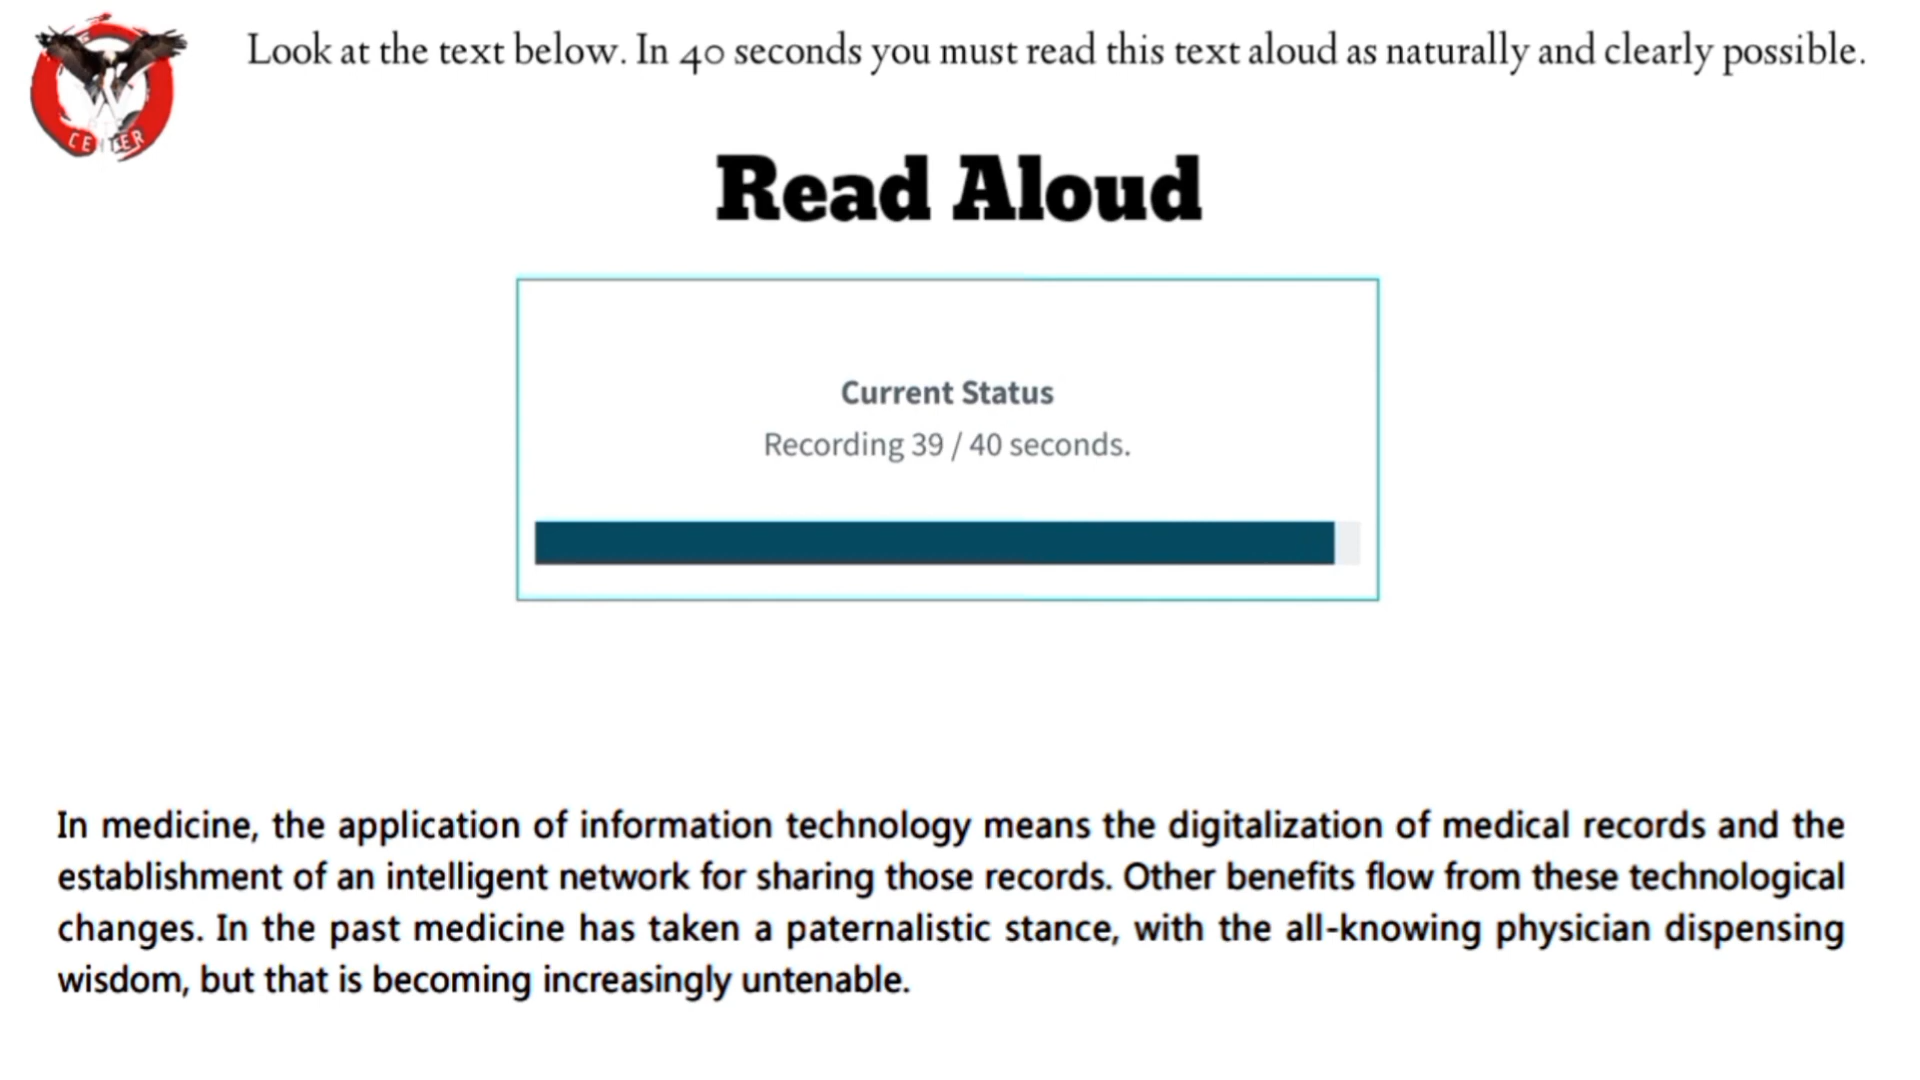 Look at the text below. In 40 seconds you must read this text aloud as naturally and clearly possible.
CENTER
Read Aloud
Current Status
Recording 39 / 40 seconds.
In medicine, the application of information technology means the digitalization of medical records and the
establishment of an intelligent network for sharing those records. Other benefits flow from these technological
changes. In the past medicine has taken a paternalistic stance, with the all-knowing physician dispensing
wisdom, but that is becoming increasingly untenable.